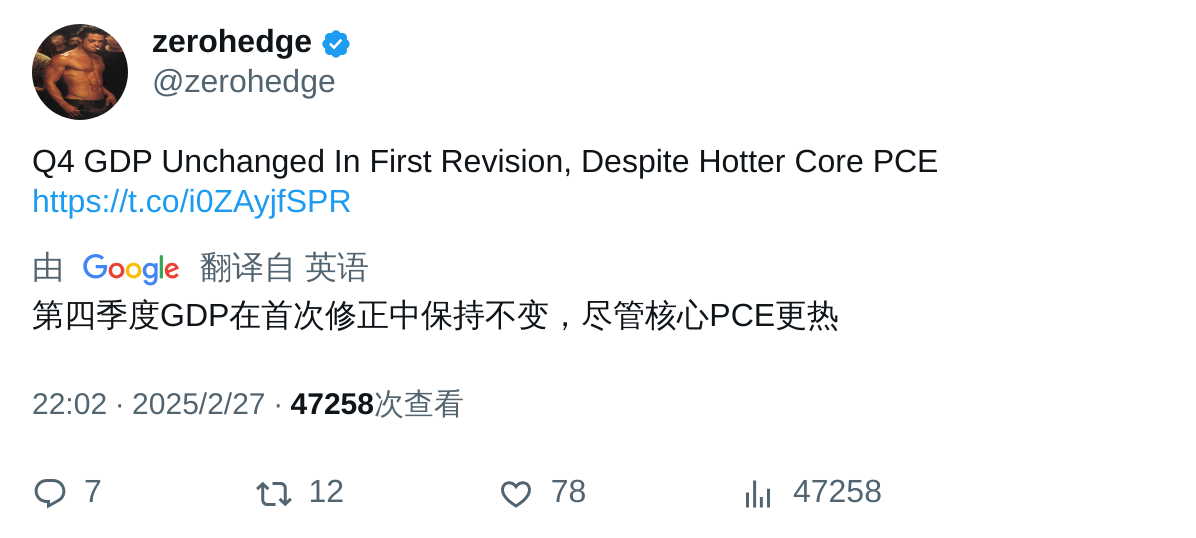 zerohedge
@zerohedge
Q4 GDP Unchanged In First Revision, Despite Hotter Core PCE
https://t.co/i0ZAyjfSPR
由 Google 翻译自 英语
第四季度GDP在首次修正中保持不变，尽管核心PCE更热
22:02 · 2025/2/27 · 47258次查看
7 12 78 47258